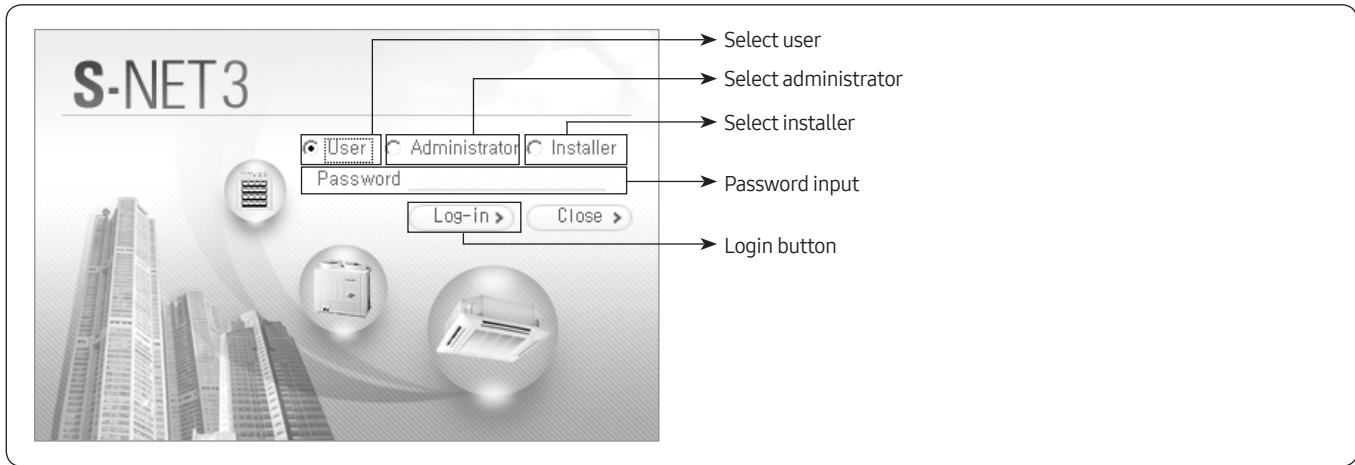 S-NET3
User Administrator Installer
Password
Log-in Close
Select user
Select administrator
Select installer
Password input
Login button